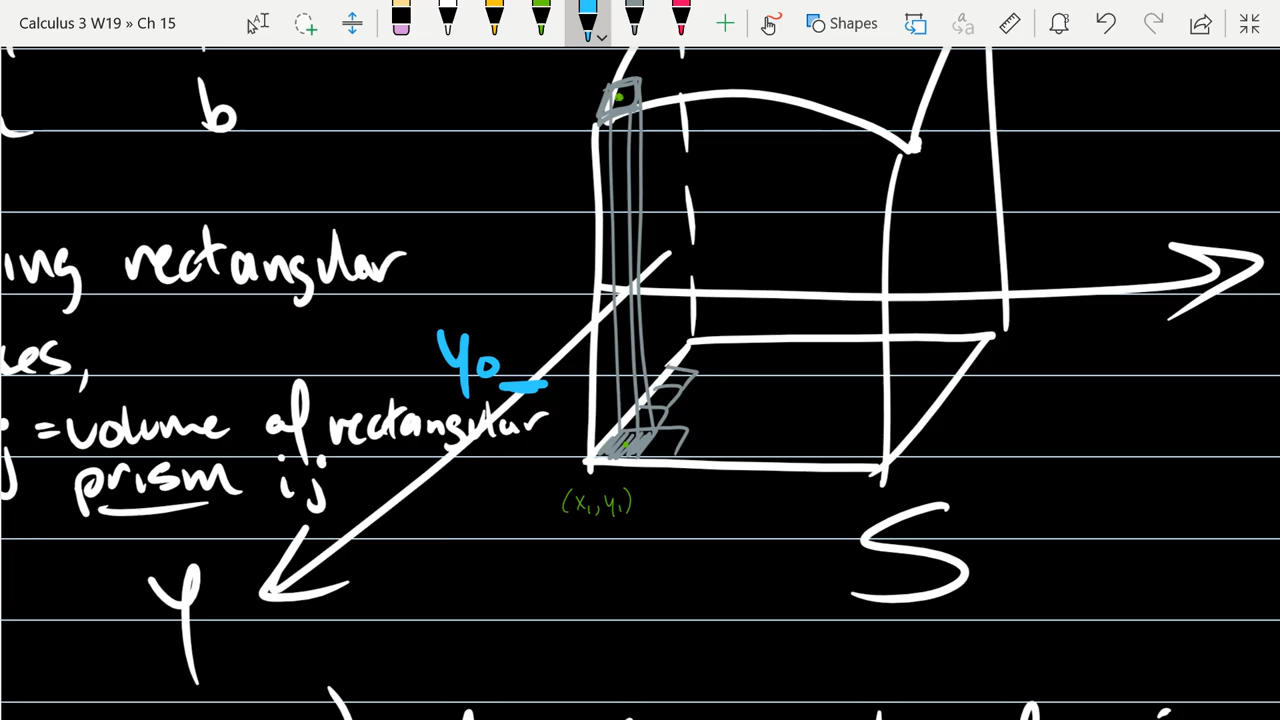 Calculus 3 W19 » Ch 15
Shapes
b
ing rectangular
y0
es,
= volume of rectangular
prism ij
(x1, y1)
S
Y